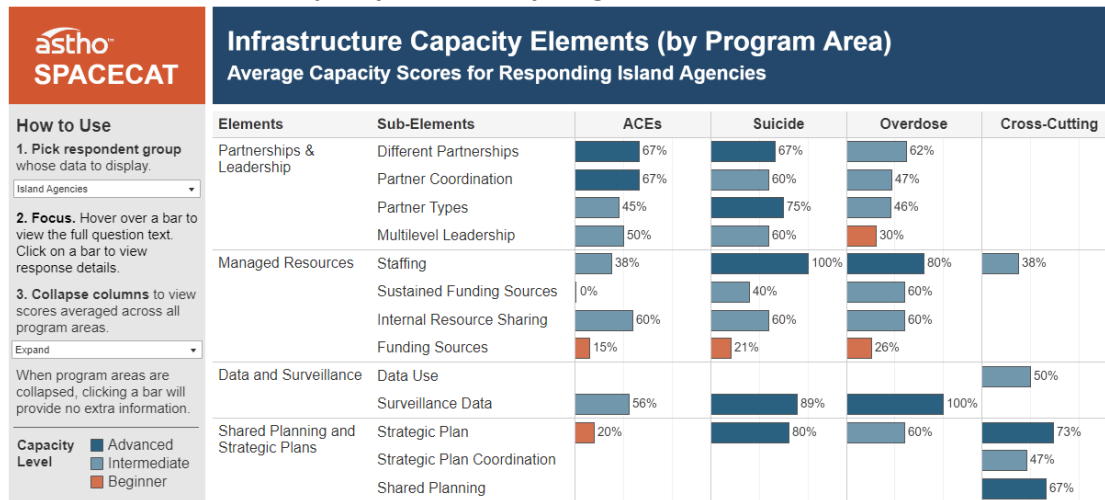 astho™
SPACECAT
Infrastructure Capacity Elements (by Program Area)
Average Capacity Scores for Responding Island Agencies
How to Use
1. Pick respondent group
whose data to display.
Island Agencies
2. Focus. Hover over a bar to
view the full question text.
Click on a bar to view
response details.
3. Collapse columns to view
scores averaged across all
program areas.
Expand
When program areas are
collapsed, clicking a bar will
provide no extra information.
Capacity
Level
Advanced
Intermediate
Beginner
Elements Sub-Elements ACEs Suicide Overdose Cross-Cutting
Partnerships &
Leadership
Different Partnerships 67% 67% 62%
Partner Coordination 67% 60% 47%
Partner Types 45% 75% 46%
Multilevel Leadership 50% 60% 30%
Managed Resources Staffing 38% 100% 80% 38%
Sustained Funding Sources 0% 40% 60%
Internal Resource Sharing 60% 60% 60%
Funding Sources 15% 21% 26%
Data and Surveillance Data Use 50%
Surveillance Data 56% 89% 100%
Shared Planning and
Strategic Plans
Strategic Plan 20% 80% 60% 73%
Strategic Plan Coordination 47%
Shared Planning 67%